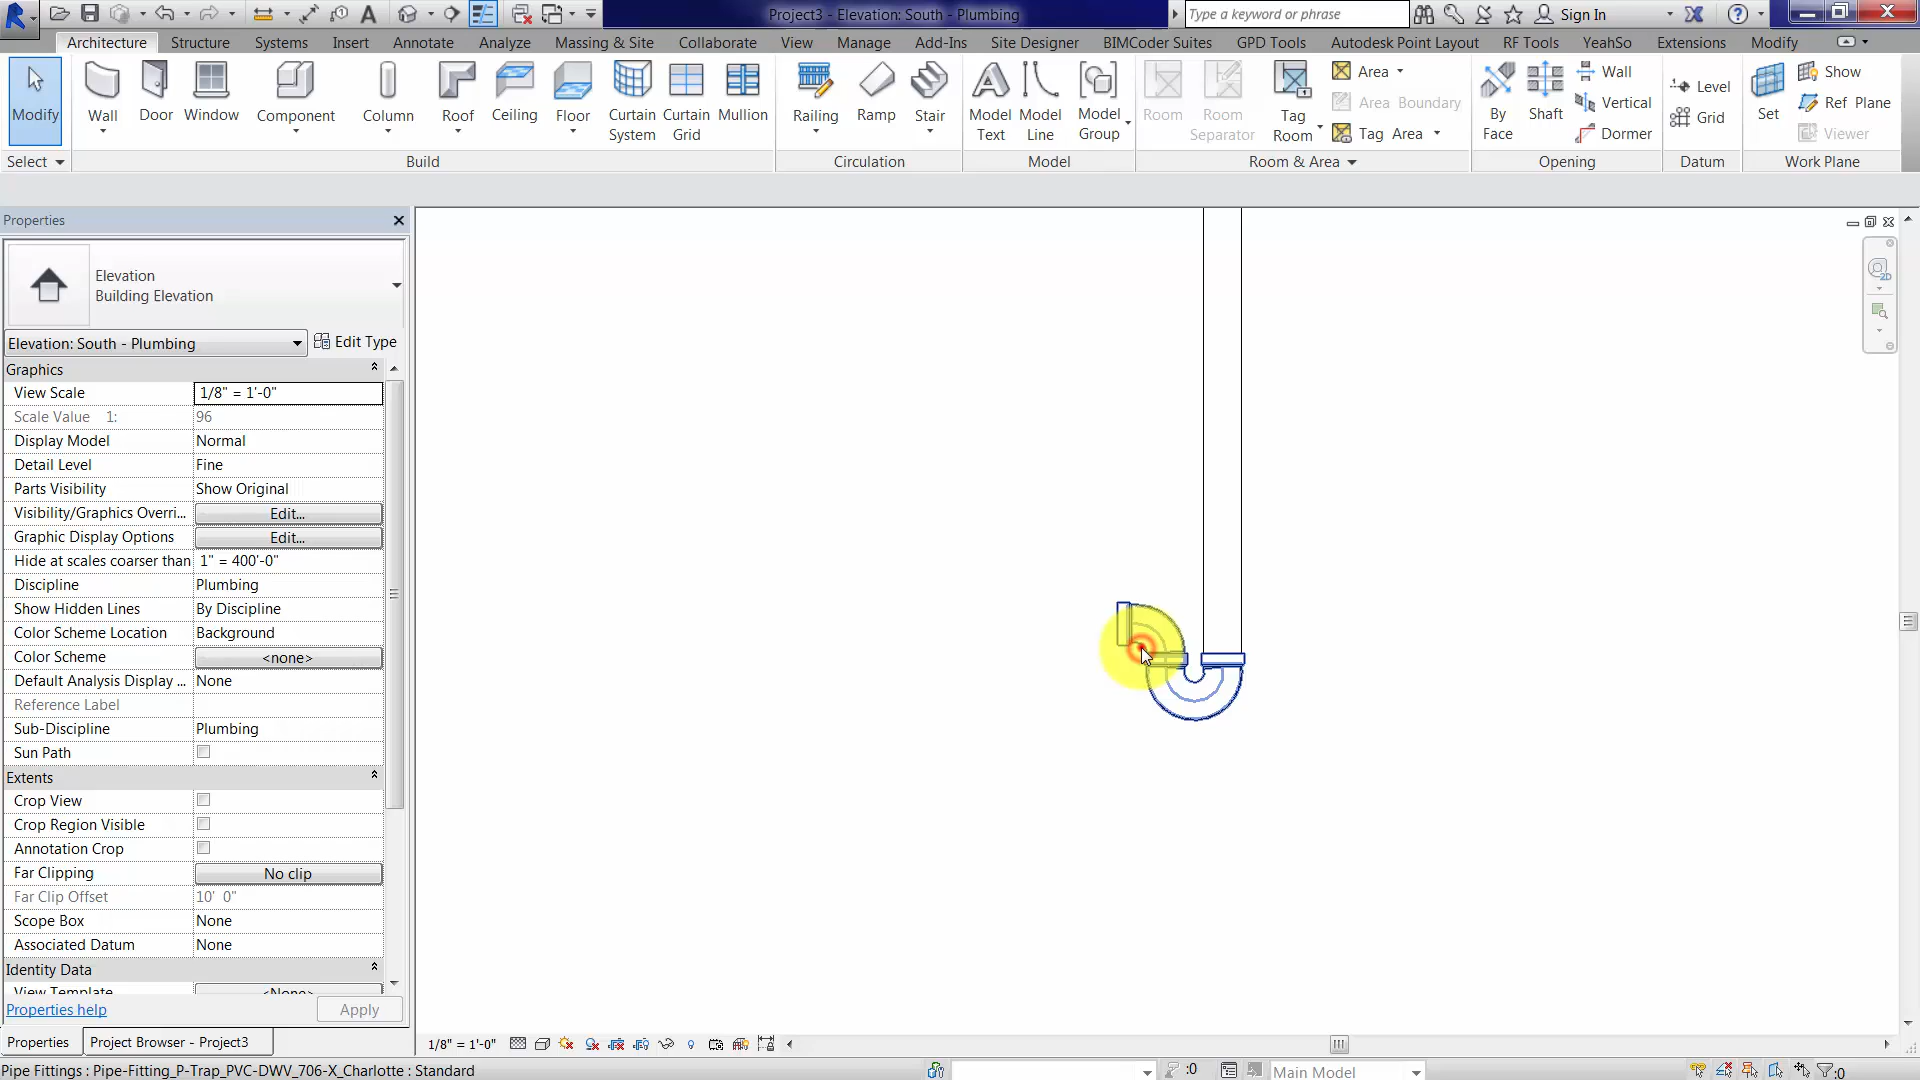 Project3 - Elevation: South - Plumbing
Type a keyword or phrase
Sign In
Architecture Structure Systems Insert Annotate Analyze Massing & Site Collaborate View Manage Add-Ins Site Designer BIMCoder Suites GPD Tools Autodesk Point Layout RF Tools YeahSo Extensions Modify
Modify
Wall
Door
Window
Component
Column
Roof
Ceiling
Floor
Curtain System
Curtain Grid
Mullion
Railing
Ramp
Stair
Model Text
Model Line
Model Group
Room
Room Separator
Tag Room
Area
Area Boundary
Tag Area
By Face
Shaft
Wall
Vertical
Dormer
Level
Grid
Set
Show
Ref Plane
Viewer
Select
Build
Circulation
Model
Room & Area
Opening
Datum
Work Plane
Properties
Elevation
Building Elevation
Elevation: South - Plumbing
Edit Type
Graphics
View Scale 1/8" = 1'-0"
Scale Value 1: 96
Display Model Normal
Detail Level Fine
Parts Visibility Show Original
Visibility/Graphics Overri... Edit...
Graphic Display Options Edit...
Hide at scales coarser than 1" = 400'-0"
Discipline Plumbing
Show Hidden Lines By Discipline
Color Scheme Location Background
Color Scheme <none>
Default Analysis Display ... None
Reference Label
Sub-Discipline Plumbing
Sun Path
Extents
Crop View
Crop Region Visible
Annotation Crop
Far Clipping No clip
Far Clip Offset 10' 0"
Scope Box None
Associated Datum None
Identity Data
View Template <None>
Properties help
Apply
Properties
Project Browser - Project3
1/8" = 1'-0"
Pipe Fittings : Pipe-Fitting_P-Trap_PVC-DWV_706-X_Charlotte : Standard
:0
Main Model
:0
2D